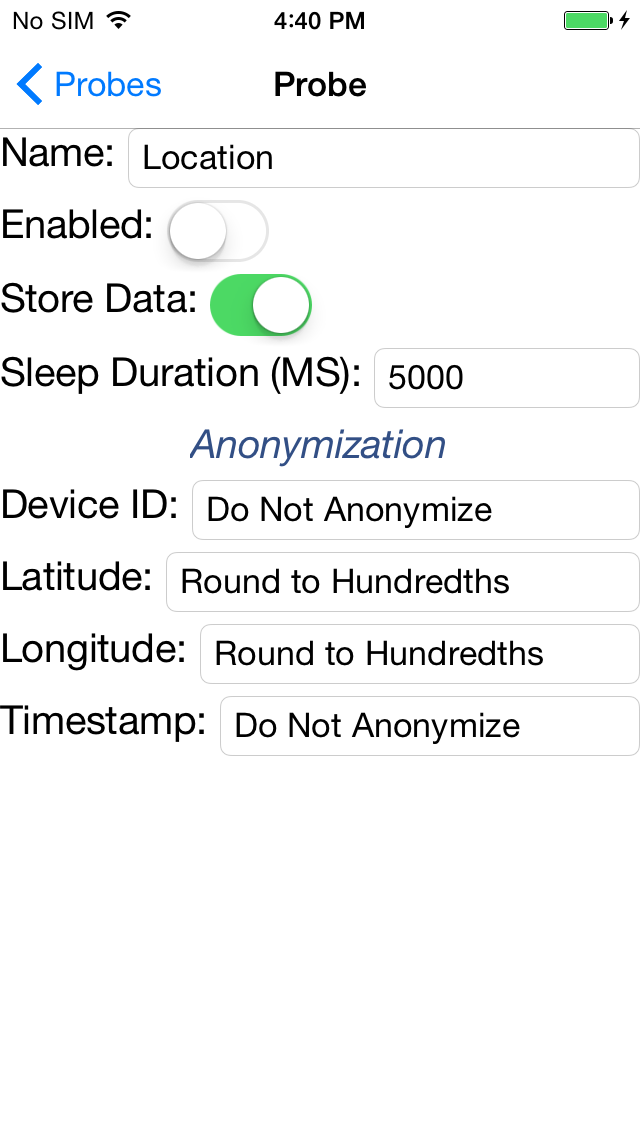 No SIM 4:40 PM
Probes Probe
Name: Location
Enabled:
Store Data:
Sleep Duration (MS): 5000
Anonymization
Device ID: Do Not Anonymize
Latitude: Round to Hundredths
Longitude: Round to Hundredths
Timestamp: Do Not Anonymize